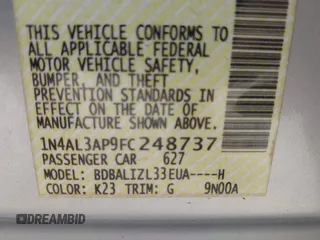 THIS VEHICLE CONFORMS TO
ALL APPLICABLE FEDERAL
MOTOR VEHICLE SAFETY,
BUMPER, AND THEFT
PREVENTION STANDARDS
IN EFFECT ON THE DATE OF
MANUFACTURE SHOWN ABOVE.
1N4AL3AP9FC248737
PASSENGER CAR 627
MODEL: BDBALIZL33EUA----H
COLOR: K23 TRIM: G 9N00A
DREAMBID